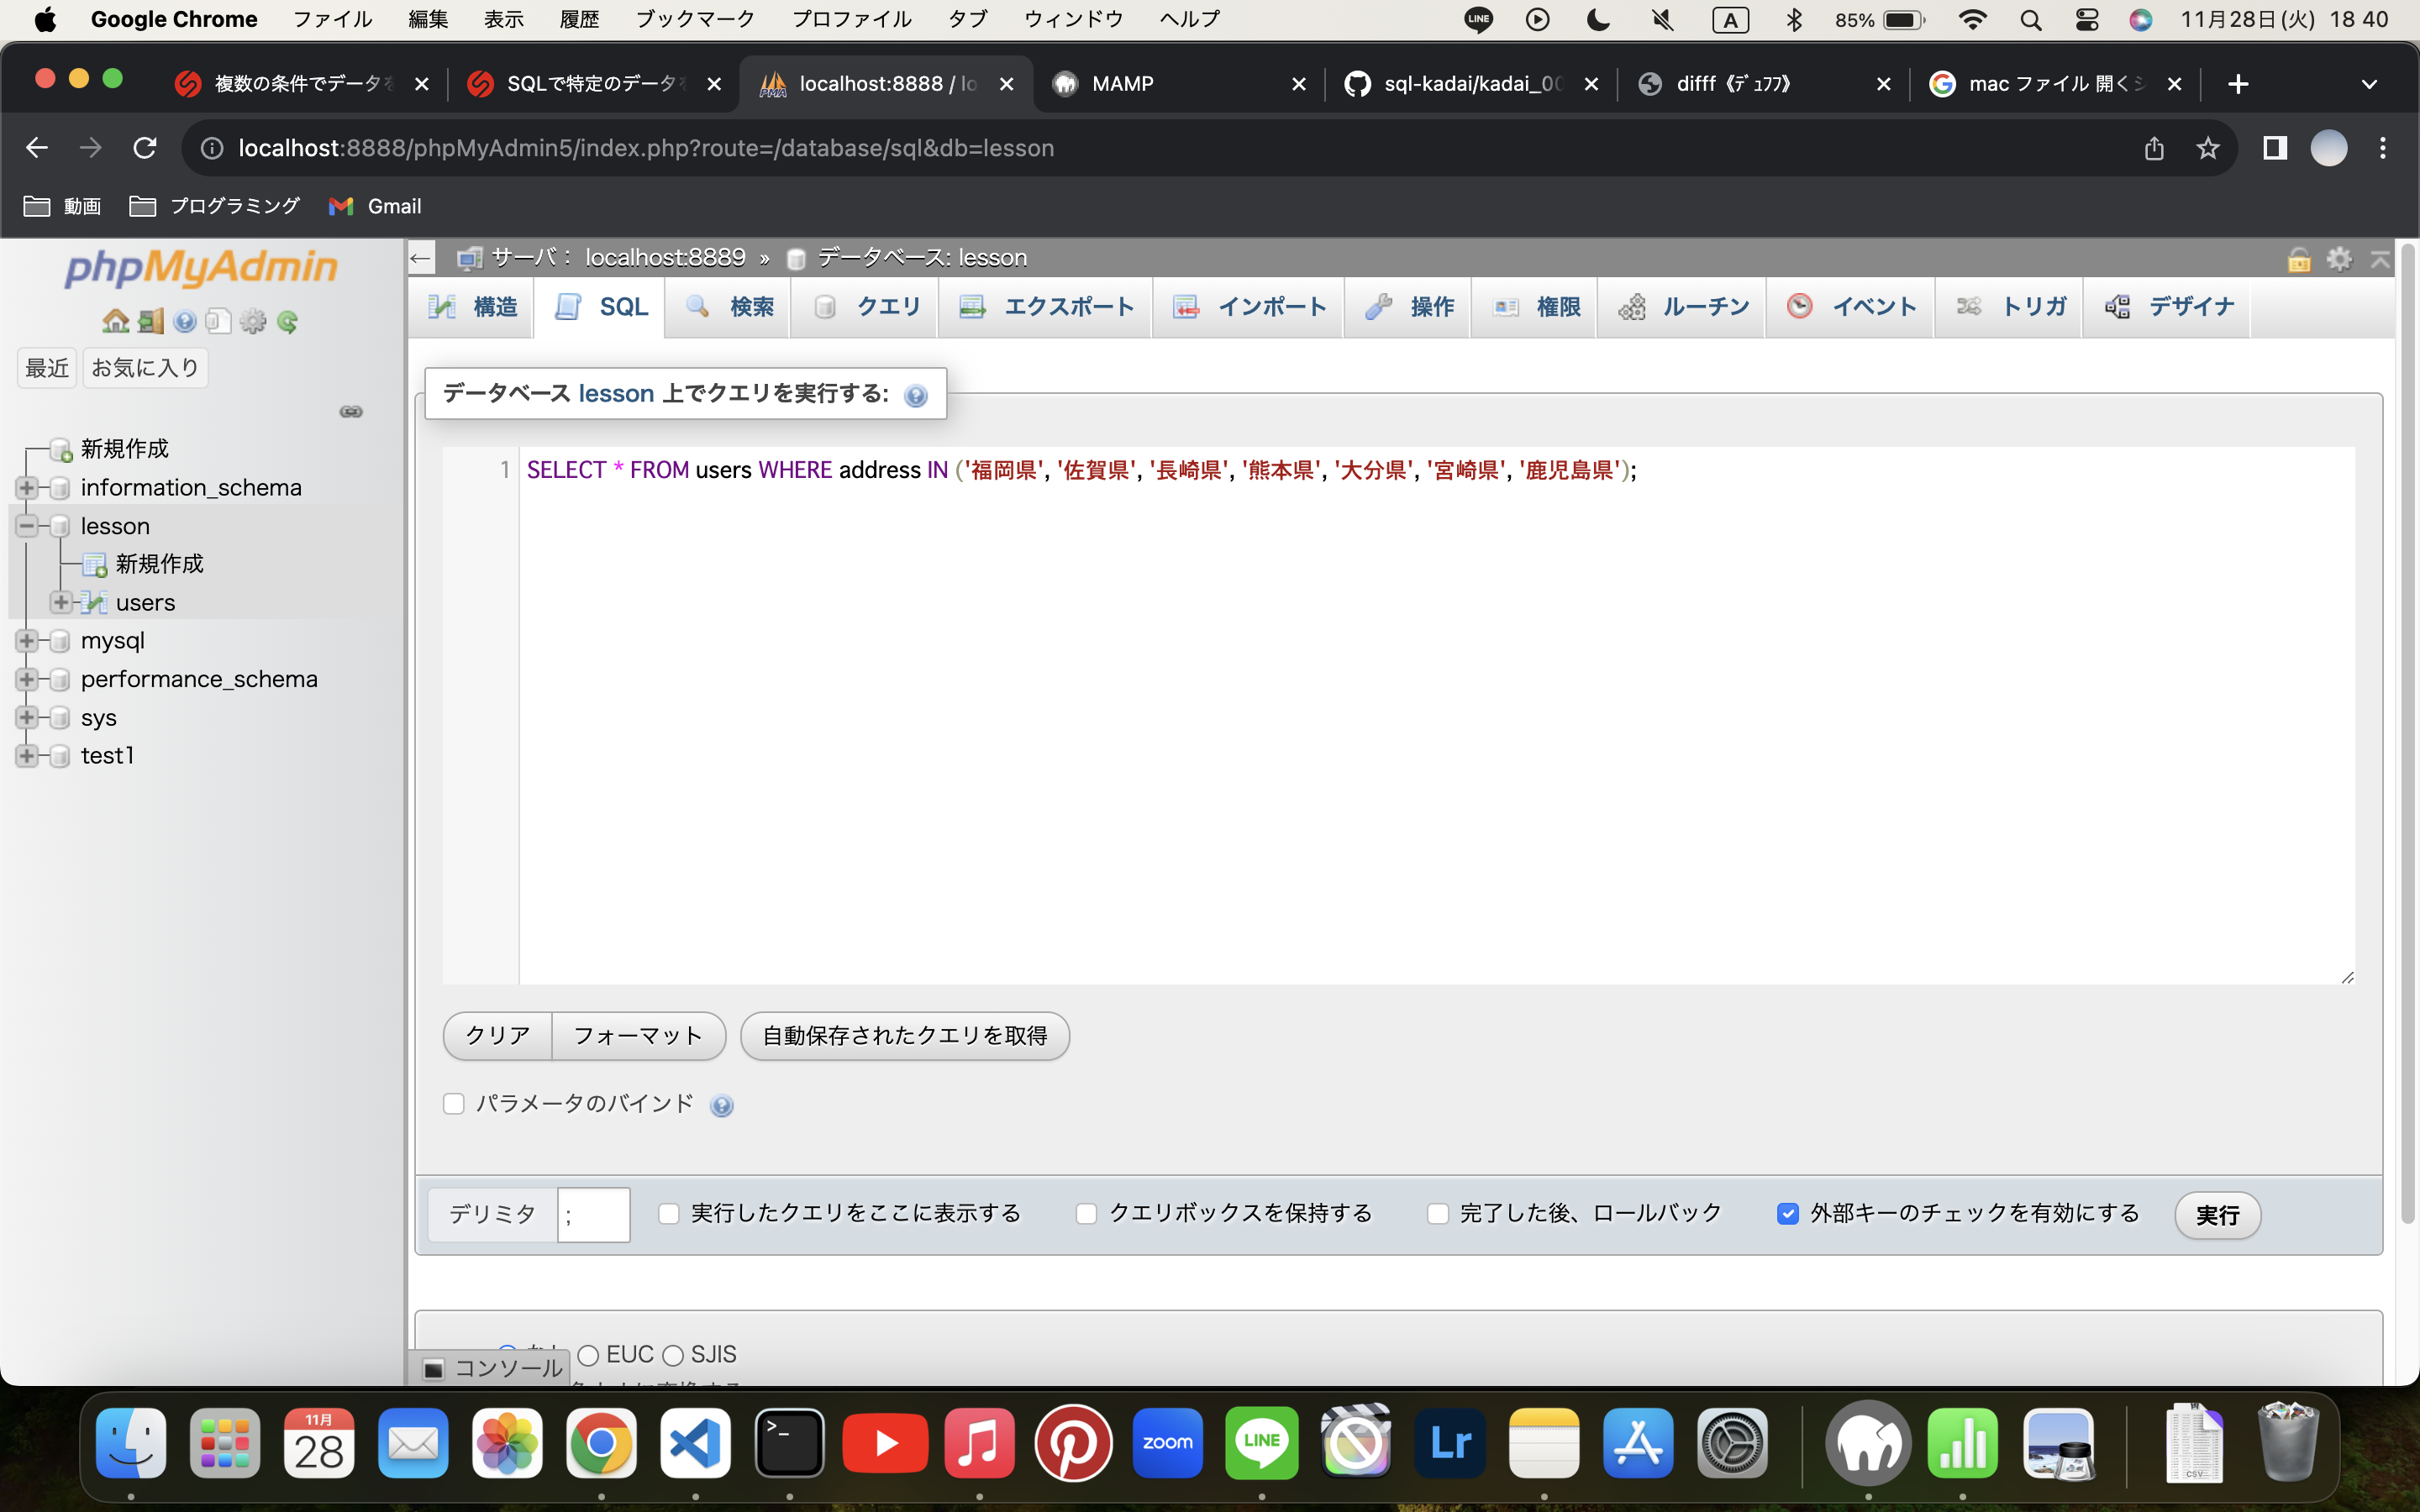 Google Chrome ファイル 編集 表示 履歴 ブックマーク プロファイル タブ ウィンドウ ヘルプ LINE A 85% 11月28日(火) 18 40
複数の条件でデータを SQLで特定のデータを localhost:8888 / lo MAMP sql-kadai/kadai_00 difff《ﾃﾞｭﾌﾌ》 mac ファイル 開くシ
localhost:8888/phpMyAdmin5/index.php?route=/database/sql&db=lesson
動画 プログラミング Gmail
phpMyAdmin
最近 お気に入り
新規作成
information_schema
lesson
新規作成
users
mysql
performance_schema
sys
test1
サーバ： localhost:8889 » データベース: lesson
構造 SQL 検索 クエリ エクスポート インポート 操作 権限 ルーチン イベント トリガ デザイナ
データベース lesson 上でクエリを実行する:
1 SELECT * FROM users WHERE address IN ('福岡県', '佐賀県', '長崎県', '熊本県', '大分県', '宮崎県', '鹿児島県');
クリア フォーマット 自動保存されたクエリを取得
パラメータのバインド
デリミタ ; 実行したクエリをここに表示する クエリボックスを保持する 完了した後、ロールバック 外部キーのチェックを有効にする 実行
EUC SJIS
コンソール
11月
28
zoom
LINE
Lr
CSV